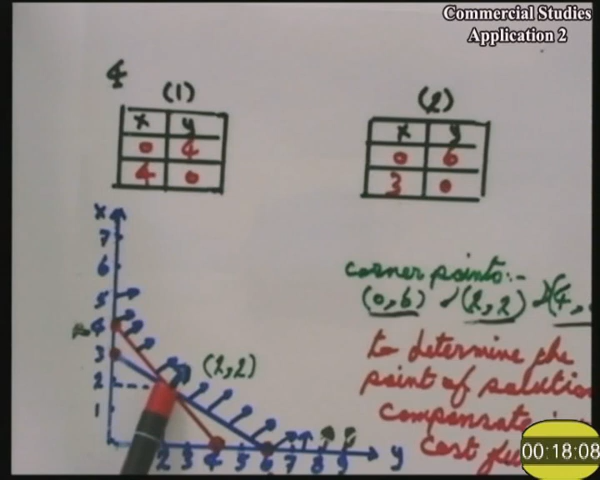 Commercial Studies
Application 2
(1)
x y
0 4
4 0
(2)
x y
0 6
3 0
x
7
6
5
4
3
2
1
2 3 4 5 6 7 8 9 y
(2,2)
corner points:-
(0,6) (2,2) (4,
to determine the
point of solution
compensate
cost
00:18:08